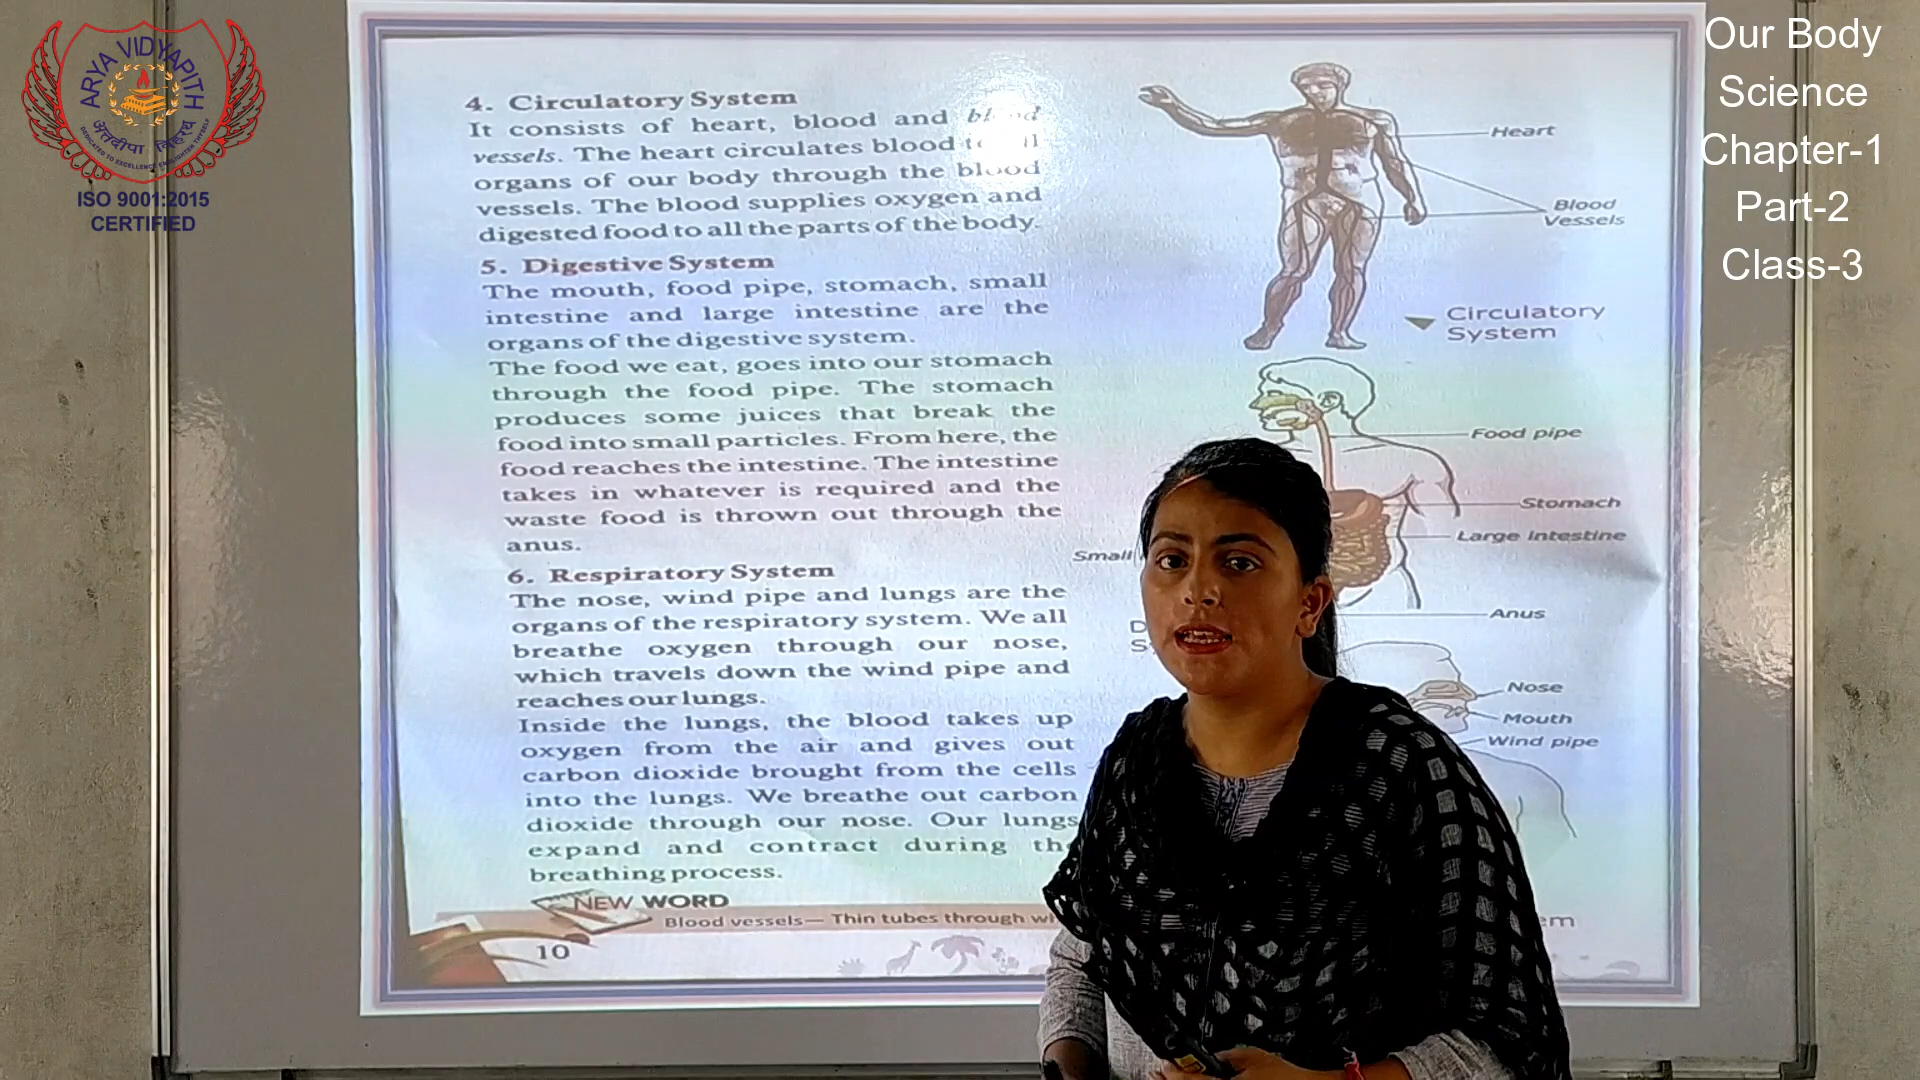 ARYA VIDYAPITH
DEDICATED TO EXCELLENCE ENLIGHTEN THYSELF
ISO 9001:2015
CERTIFIED
Our Body
Science
Chapter-1
Part-2
Class-3
4. Circulatory System
It consists of heart, blood and blood
vessels. The heart circulates blood to all
organs of our body through the blood
vessels. The blood supplies oxygen and
digested food to all the parts of the body.
5. Digestive System
The mouth, food pipe, stomach, small
intestine and large intestine are the
organs of the digestive system.
The food we eat, goes into our stomach
through the food pipe. The stomach
produces some juices that break the
food into small particles. From here, the
food reaches the intestine. The intestine
takes in whatever is required and the
waste food is thrown out through the
anus.
6. Respiratory System
The nose, wind pipe and lungs are the
organs of the respiratory system. We all
breathe oxygen through our nose,
which travels down the wind pipe and
reaches our lungs.
Inside the lungs, the blood takes up
oxygen from the air and gives out
carbon dioxide brought from the cells
into the lungs. We breathe out carbon
dioxide through our nose. Our lungs
expand and contract during the
breathing process.
NEW WORD
Blood vessels— Thin tubes through
10
Heart
Blood
Vessels
Circulatory
System
Food pipe
Stomach
Large Intestine
Small
Anus
Nose
Mouth
Wind pipe